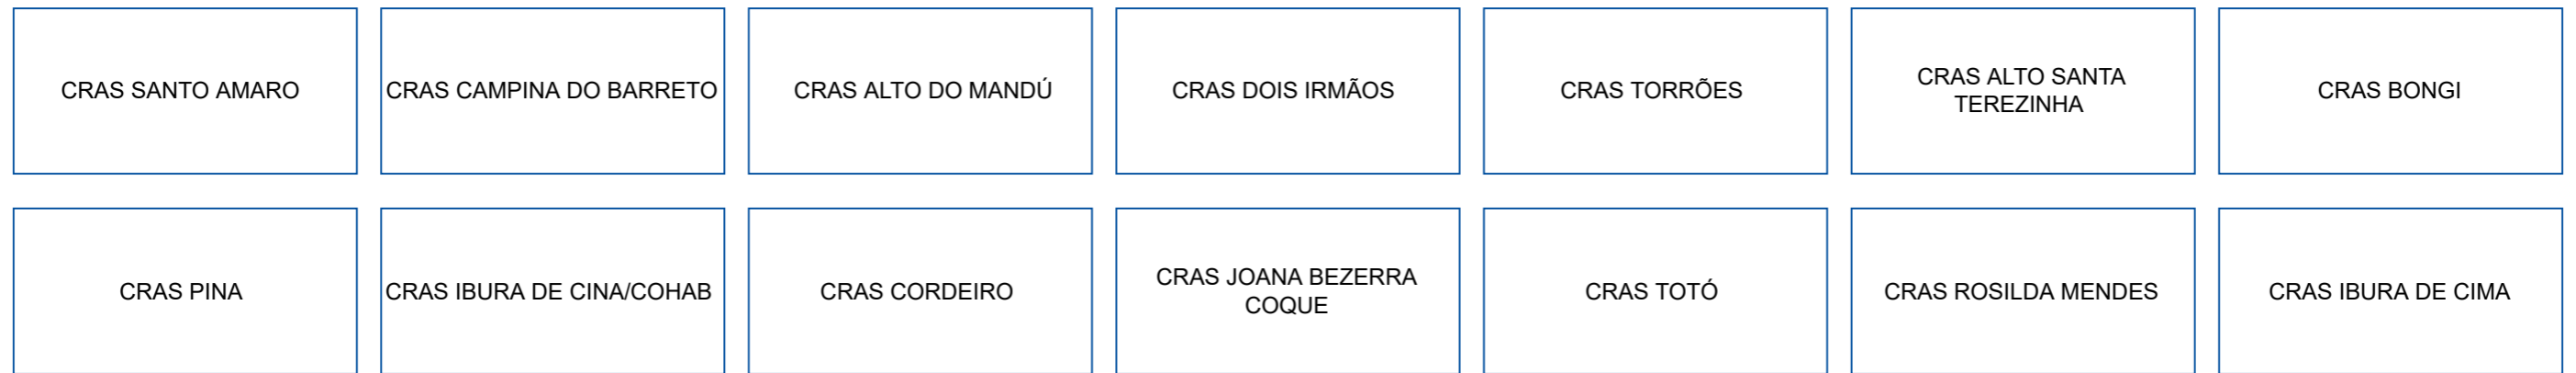 CRAS SANTO AMARO
CRAS CAMPINA DO BARRETO
CRAS ALTO DO MANDÚ
CRAS DOIS IRMÃOS
CRAS TORRÕES
CRAS ALTO SANTA
TEREZINHA
CRAS BONGI
CRAS PINA
CRAS IBURA DE CINA/COHAB
CRAS CORDEIRO
CRAS JOANA BEZERRA
COQUE
CRAS TOTÓ
CRAS ROSILDA MENDES
CRAS IBURA DE CIMA